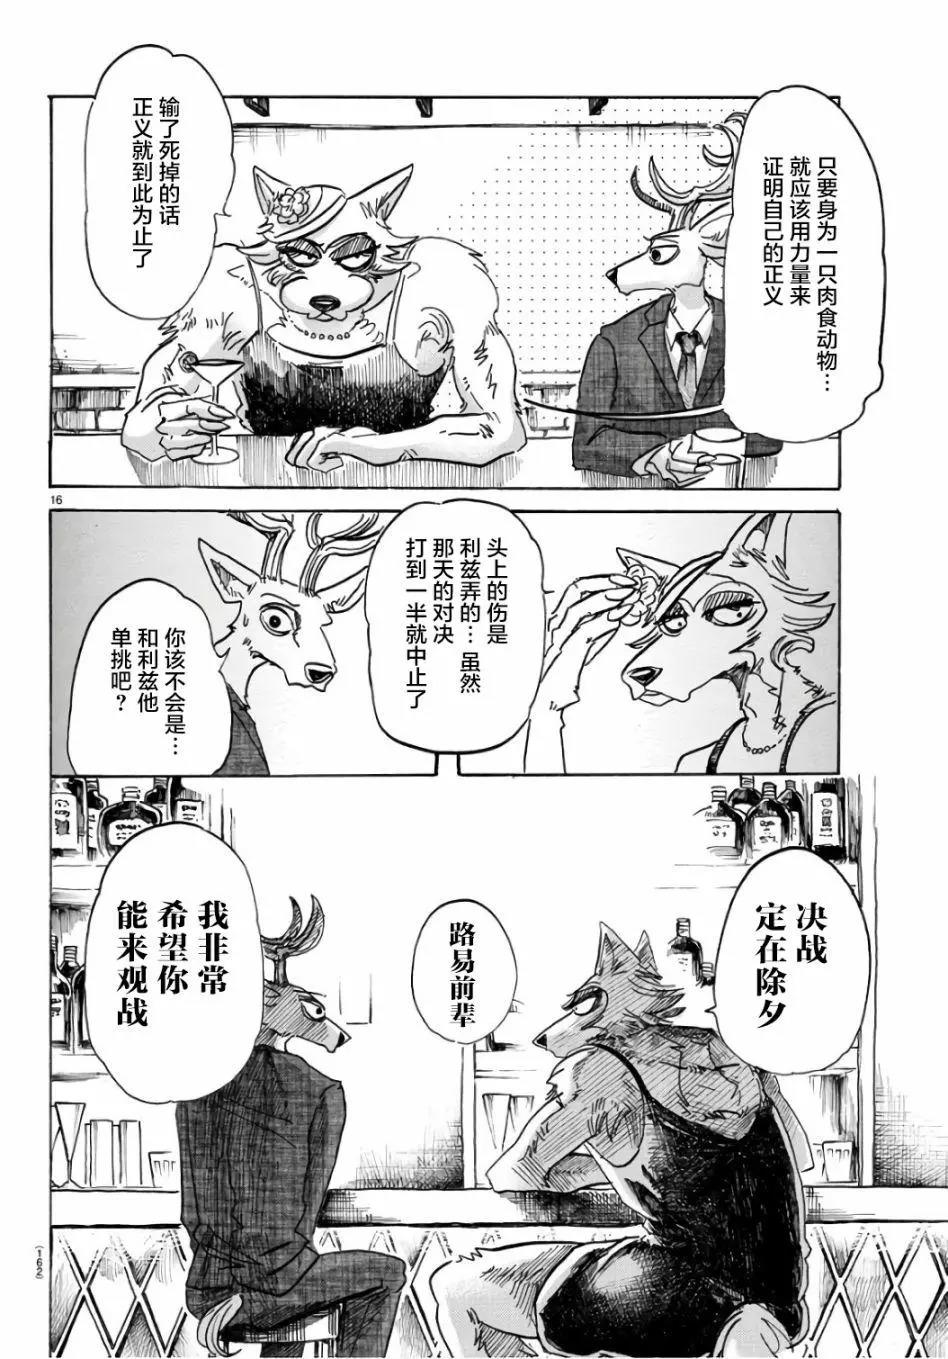 只要身为一只肉食动物…
就应该用力量来
证明自己的正义
输了死掉的话
正义就到此为止了
16
头上的伤是
利兹弄的…虽然
那天的对决
打到一半就中止了
你该不会是…
和利兹他
单挑吧？
决战
定在除夕
路易前辈
我非常
希望你
能来观战
(162)